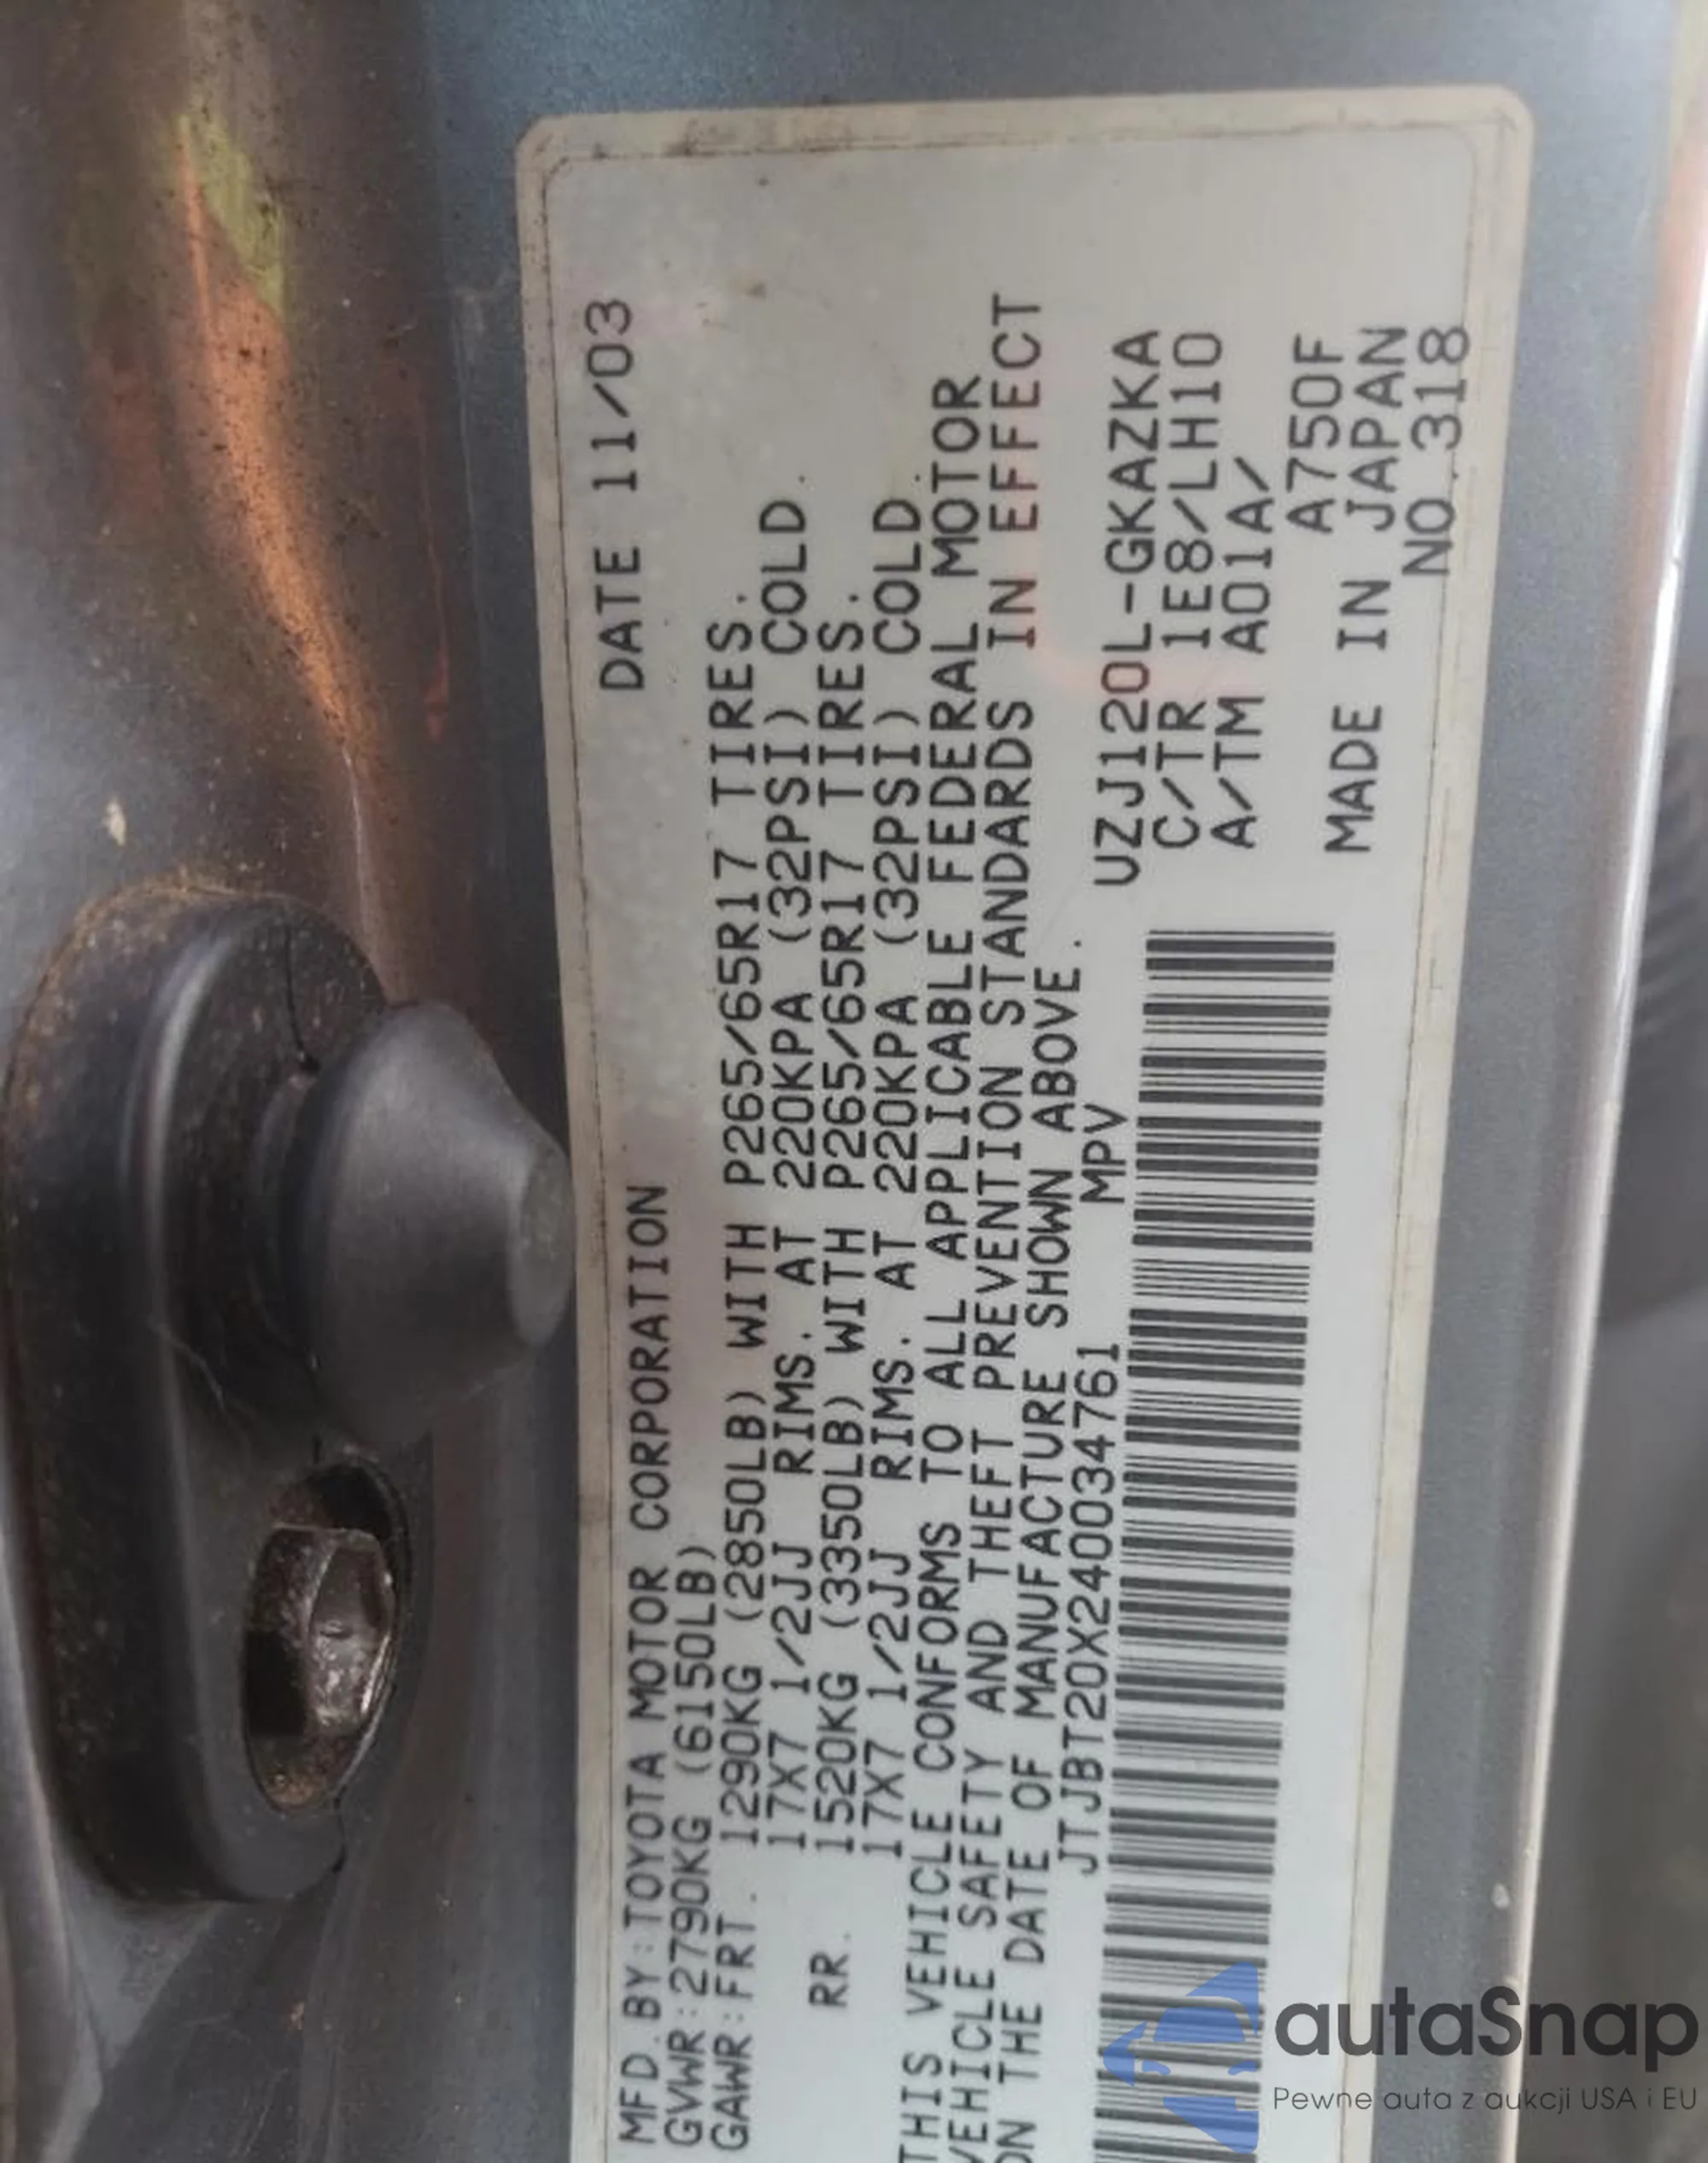 MFD.BY:TOYOTA MOTOR CORPORATION DATE 11/03
GVWR:2790KG (6150LB)
GAWR:FRT. 1290KG (2850LB) WITH P265/65R17 TIRES.
17X7 1/2JJ RIMS. AT 220KPA (32PSI) COLD.
RR. 1520KG (3350LB) WITH P265/65R17 TIRES.
17X7 1/2JJ RIMS. AT 220KPA (32PSI) COLD.
THIS VEHICLE CONFORMS TO ALL APPLICABLE FEDERAL MOTOR
VEHICLE SAFETY AND THEFT PREVENTION STANDARDS IN EFFECT
ON THE DATE OF MANUFACTURE SHOWN ABOVE.
JTJBT20X240034761 MPV
UZJ120L-GKAZKA
C/TR 1E8/LH10
A/TM A01A/
A750F
MADE IN JAPAN
NO.318
autaSnap
Pewne auta z aukcji USA i EU